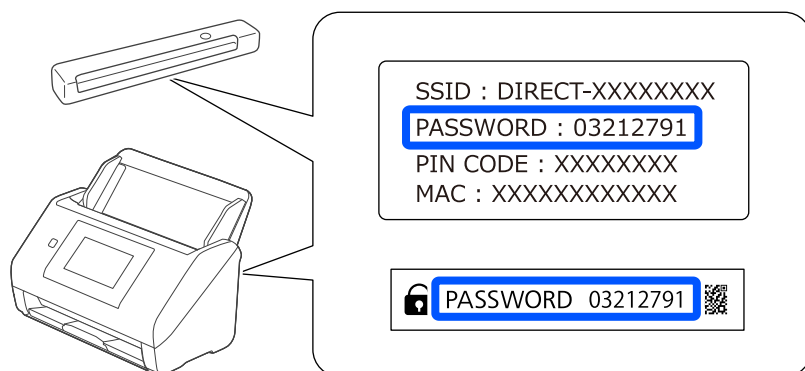 SSID : DIRECT-XXXXXXXX
PASSWORD : 03212791
PIN CODE : XXXXXXXX
MAC : XXXXXXXXXXXX
PASSWORD 03212791